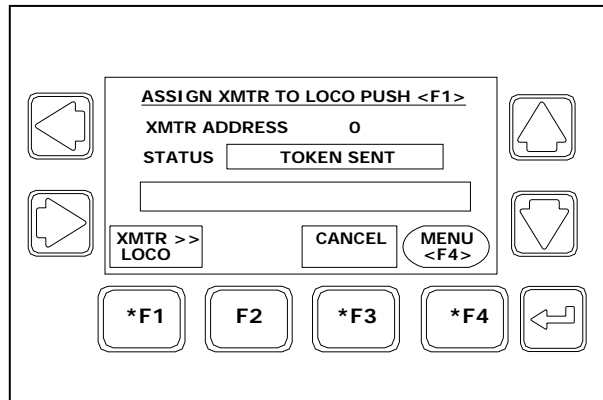 ASSIGN XMTR TO LOCO PUSH <F1>
XMTR ADDRESS 0
STATUS TOKEN SENT
XMTR >> CANCEL MENU
LOCO <F4>
*F1 F2 *F3 *F4